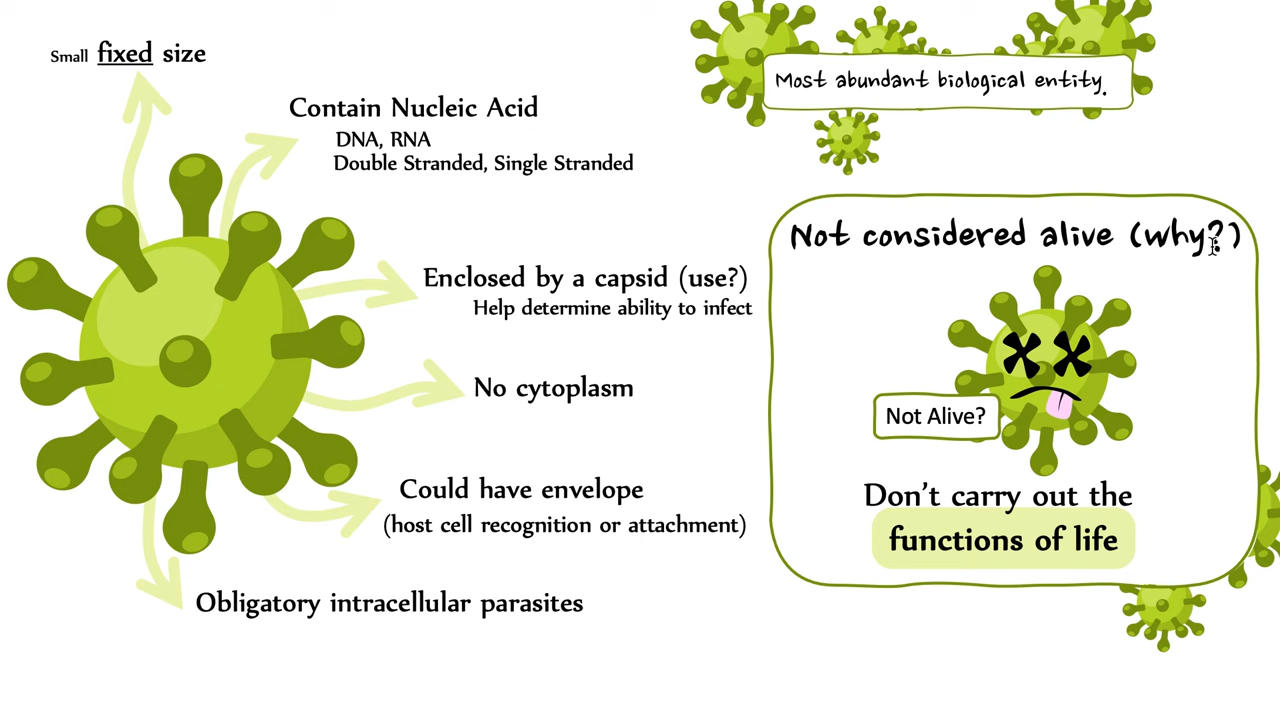 Small fixed size
Contain Nucleic Acid
DNA, RNA
Double Stranded, Single Stranded
Enclosed by a capsid (use?)
Help determine ability to infect
No cytoplasm
Could have envelope
(host cell recognition or attachment)
Obligatory intracellular parasites
Most abundant biological entity.
Not considered alive (why?)
Not Alive?
Don't carry out the
functions of life